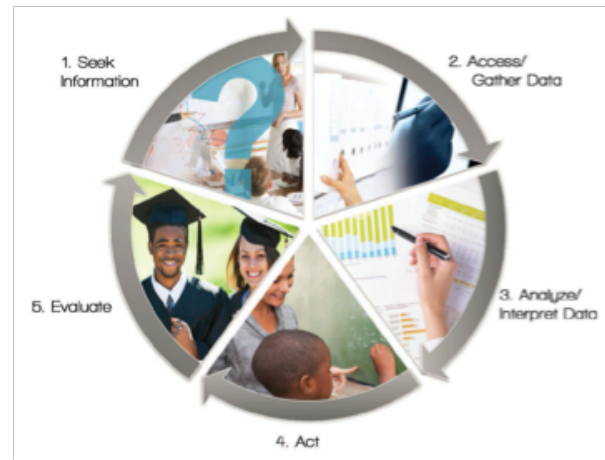 1. Seek
Information
2. Access/
Gather Data
3. Analyze/
Interpret Data
4. Act
5. Evaluate
?